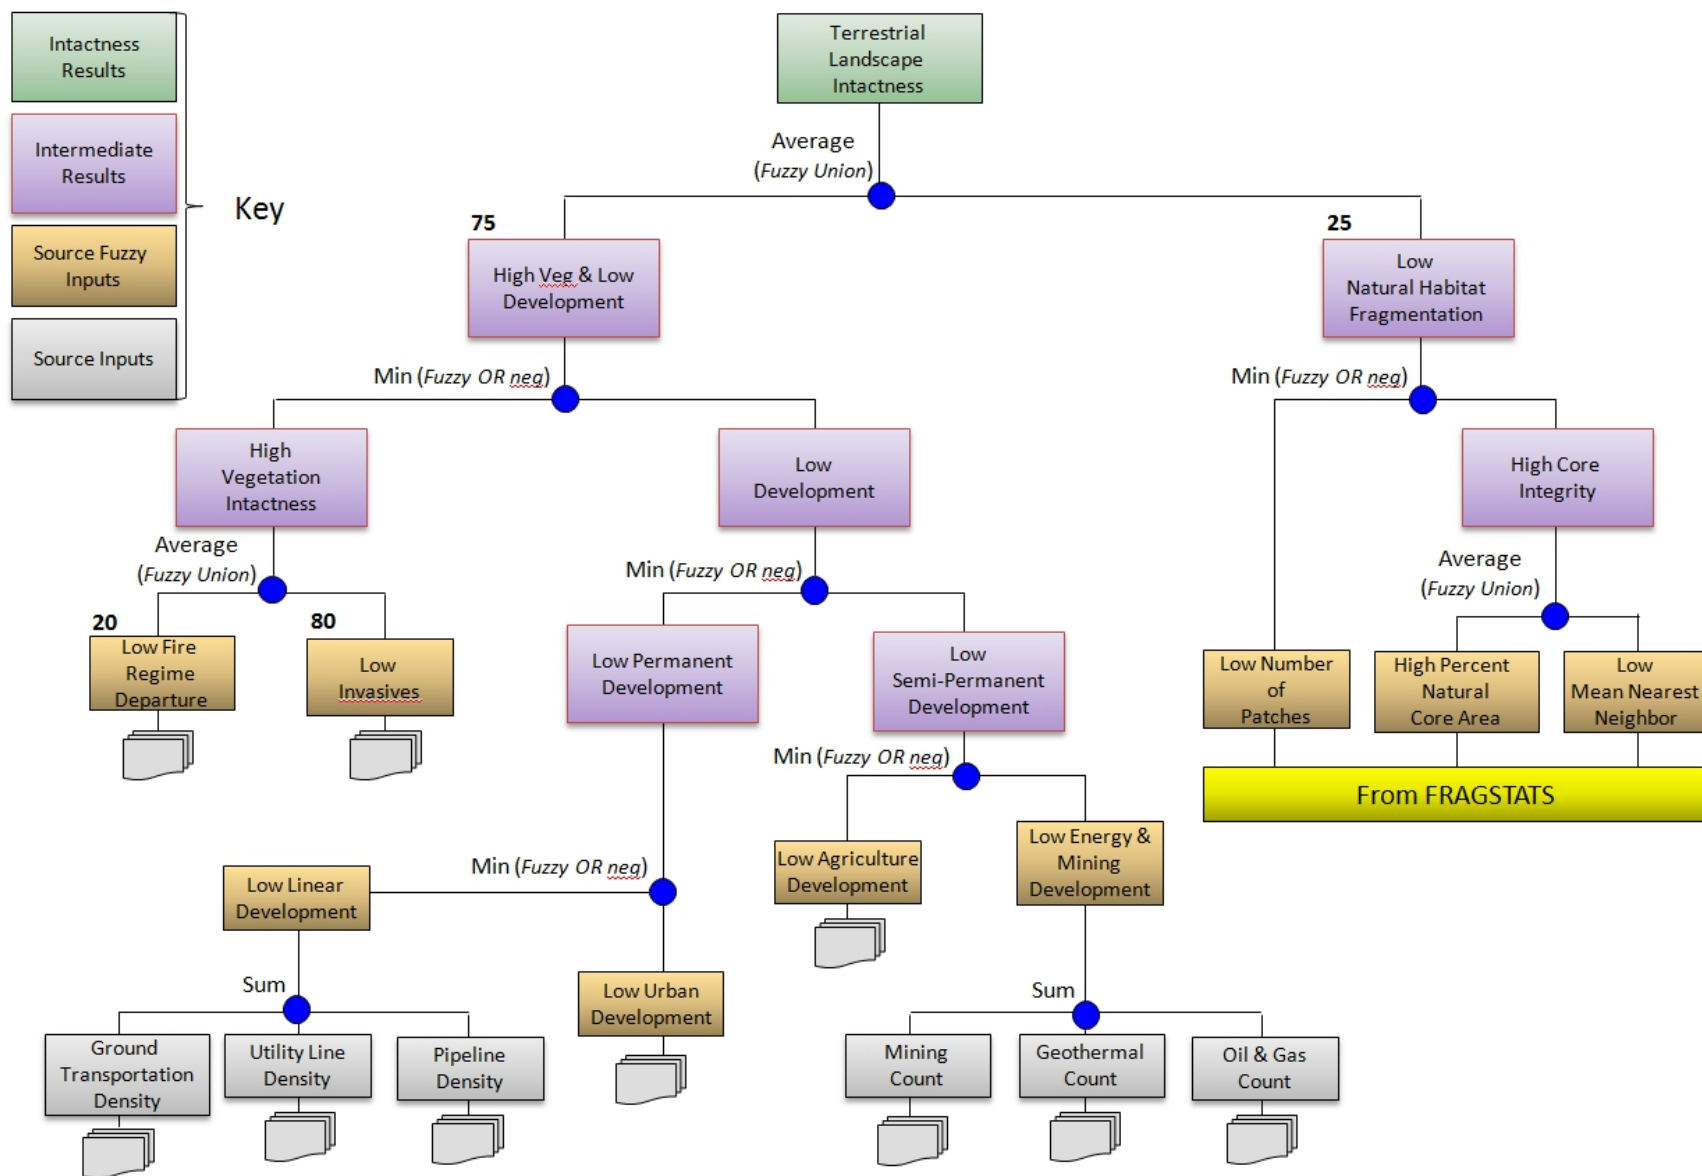 Intactness
Results
Intermediate
Results
Source Fuzzy
Inputs
Source Inputs
Key
Terrestrial
Landscape
Intactness
Average
(Fuzzy Union)
75
High Veg & Low
Development
25
Low
Natural Habitat
Fragmentation
Min (Fuzzy OR neg)
Min (Fuzzy OR neg)
High
Vegetation
Intactness
Low
Development
High Core
Integrity
Average
(Fuzzy Union)
Min (Fuzzy OR neg)
Average
(Fuzzy Union)
20
Low Fire
Regime
Departure
80
Low
Invasives
Low Permanent
Development
Low
Semi-Permanent
Development
Low Number
of
Patches
High Percent
Natural
Core Area
Low
Mean Nearest
Neighbor
Min (Fuzzy OR neg)
From FRAGSTATS
Low Agriculture
Development
Low Energy &
Mining
Development
Min (Fuzzy OR neg)
Low Linear
Development
Low Urban
Development
Sum
Sum
Ground
Transportation
Density
Utility Line
Density
Pipeline
Density
Mining
Count
Geothermal
Count
Oil & Gas
Count